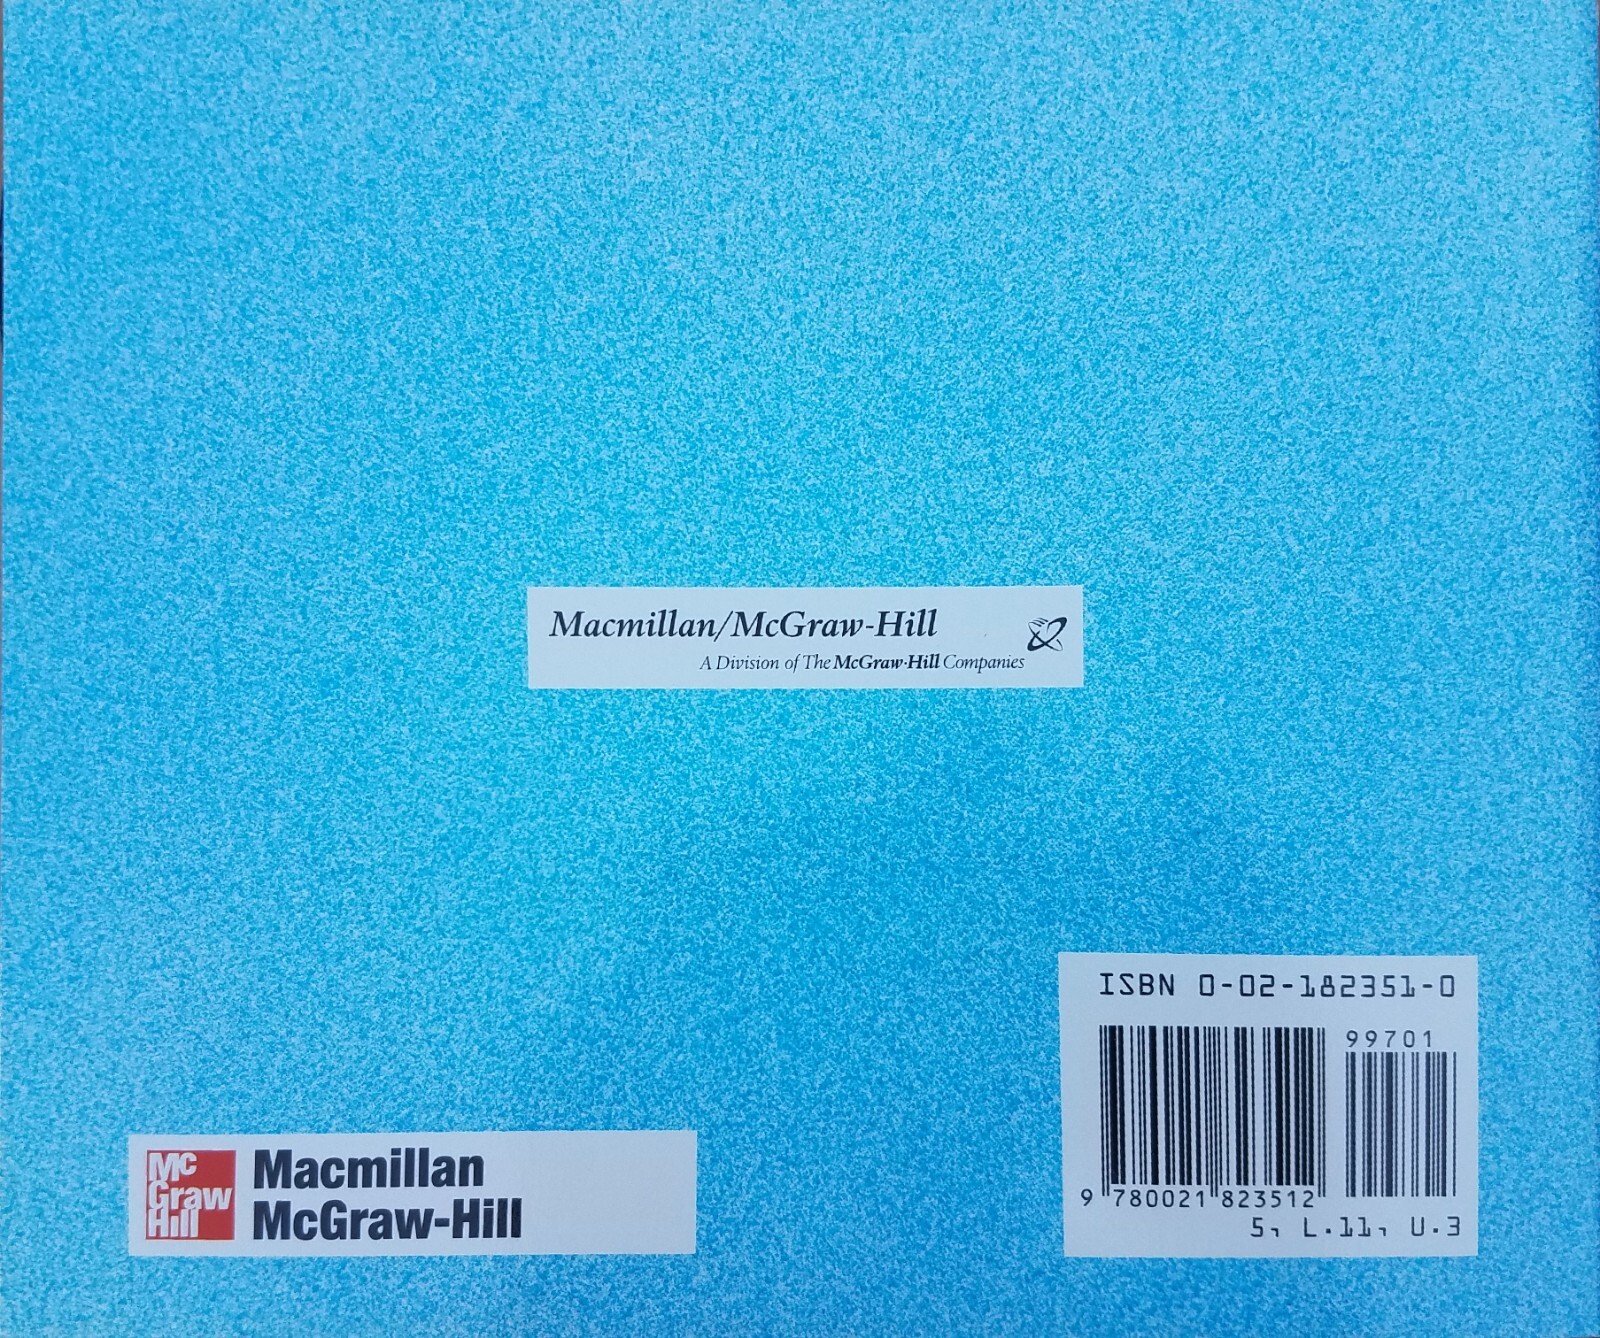 Macmillan/McGraw-Hill
A Division of The McGraw·Hill Companies
Mc
Graw
Hill
Macmillan
McGraw-Hill
ISBN 0-02-182351-0
99701
9 780021 823512
5, L.11, U.3